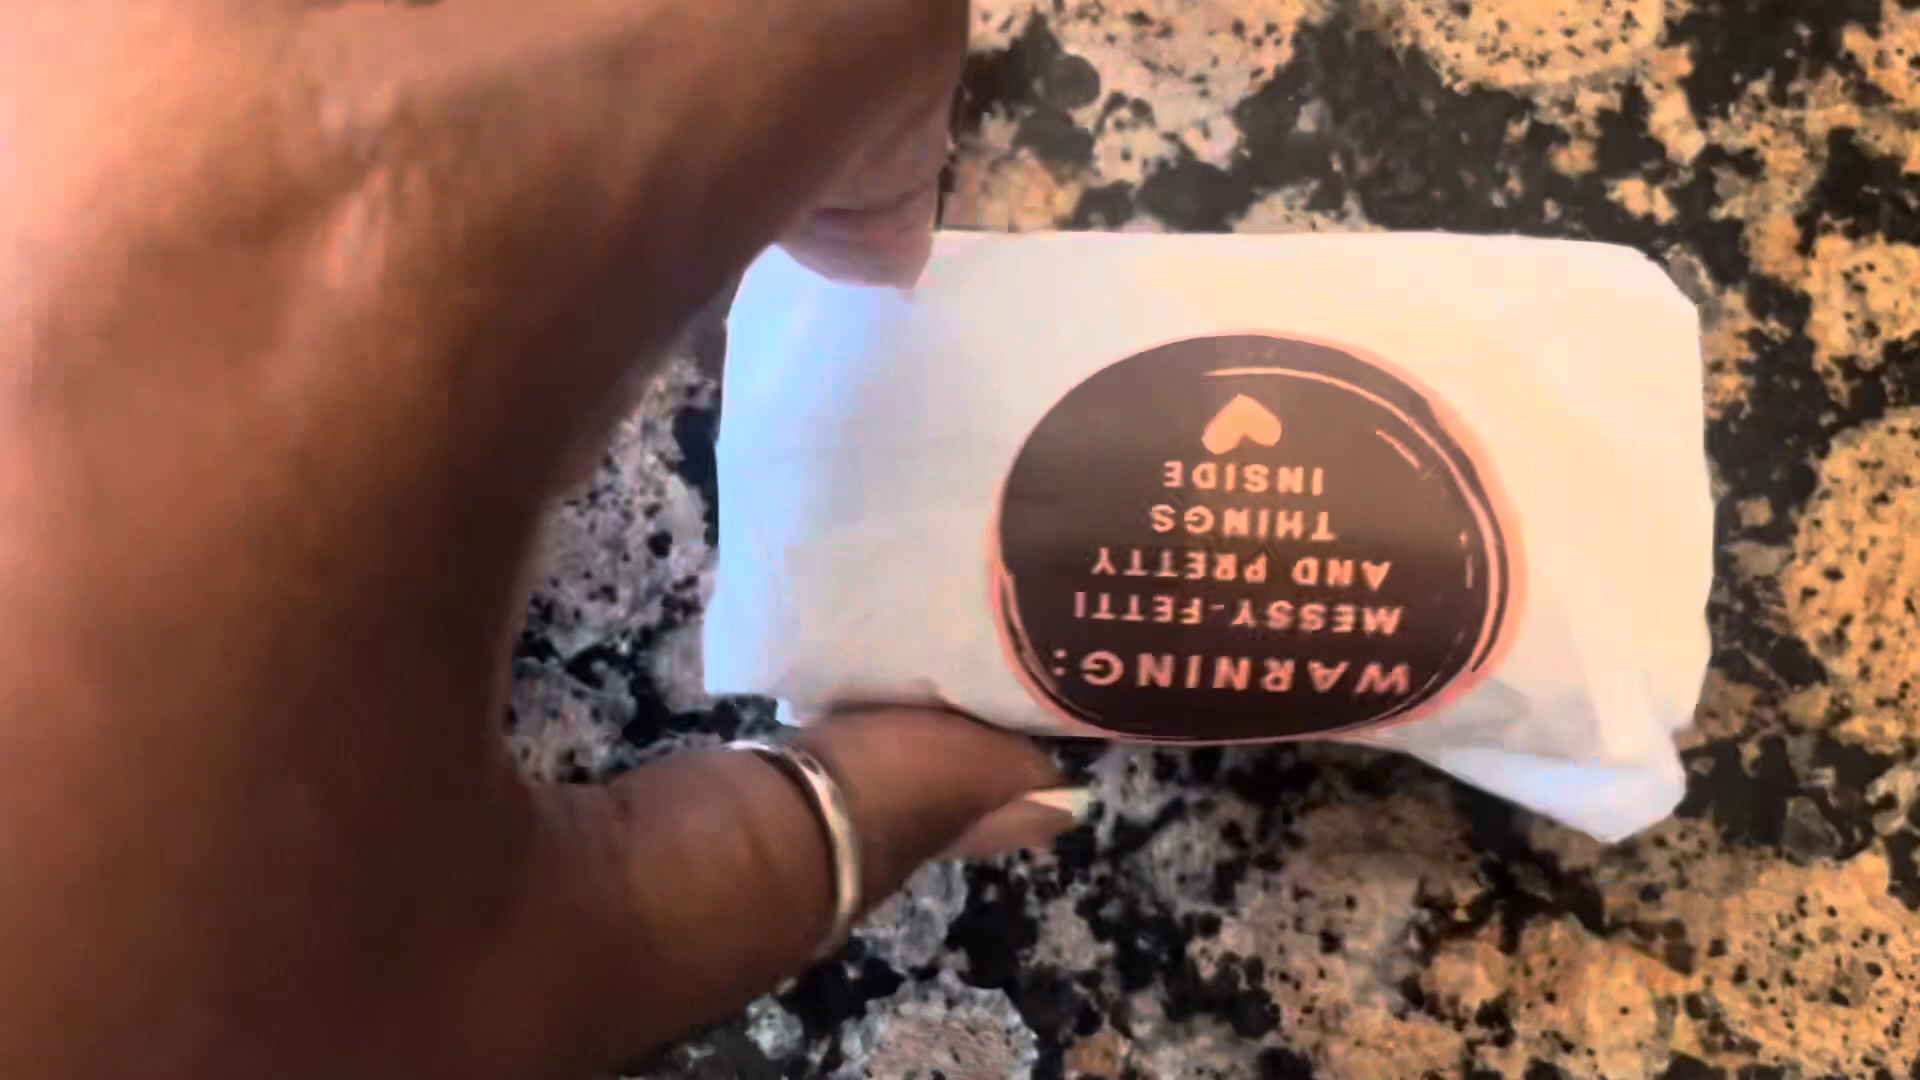 WARNING:
MESSY-FETTI
AND PRETTY
THINGS
INSIDE